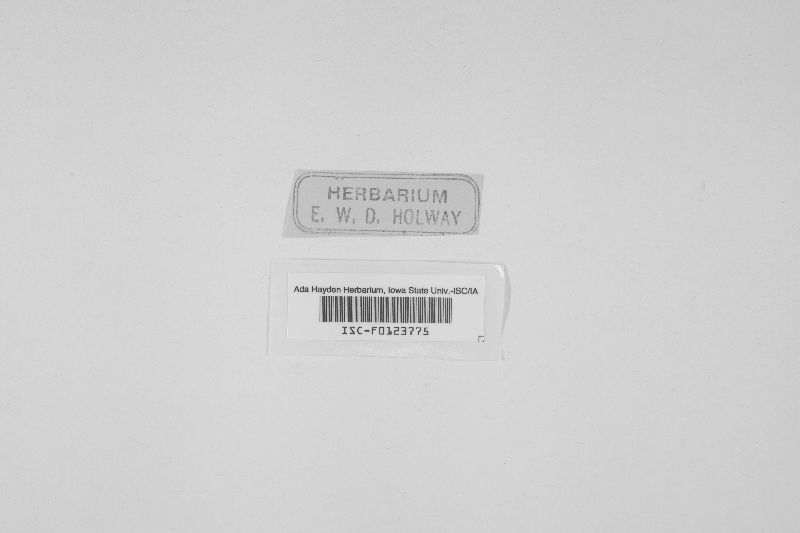 HERBARIUM
E. W. D. HOLWAY
Ada Hayden Herbarium, Iowa State Univ.-ISC/IA
ISC-F0123775